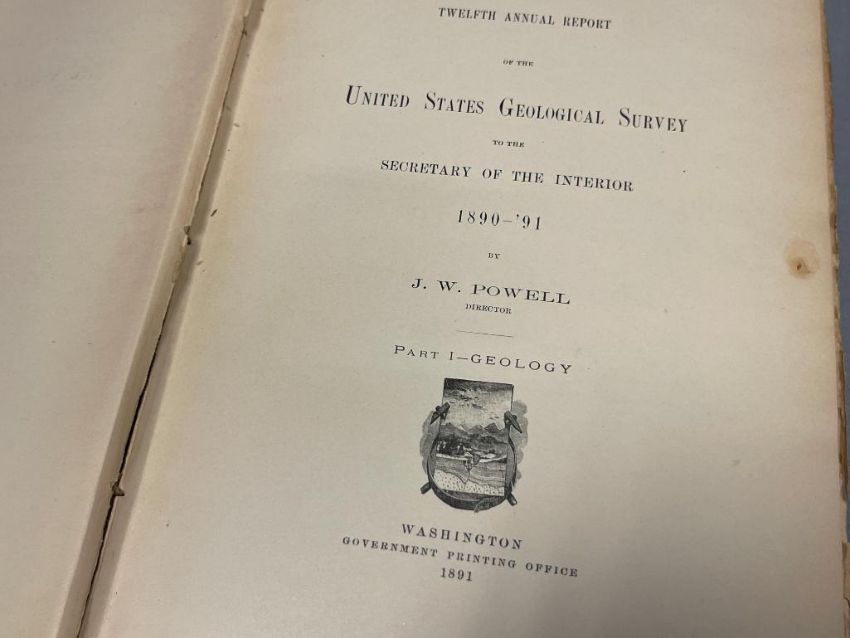 TWELFTH ANNUAL REPORT
OF THE
UNITED STATES GEOLOGICAL SURVEY
TO THE
SECRETARY OF THE INTERIOR
1890-'91
BY
J. W. POWELL
DIRECTOR
PART I—GEOLOGY
WASHINGTON
GOVERNMENT PRINTING OFFICE
1891